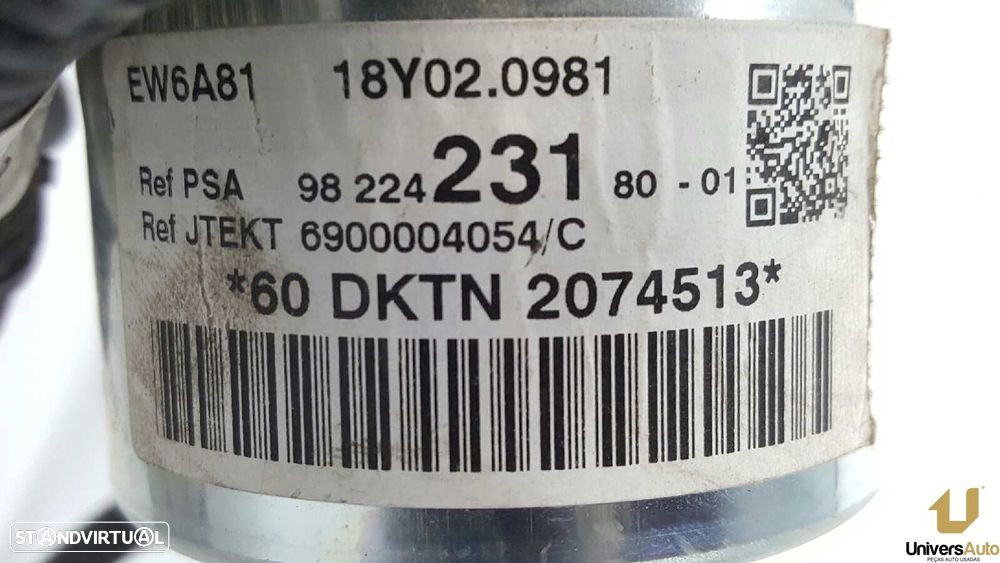 EW6A81 18Y02.0981
Ref PSA 98 224 231 80 - 01
Ref JTEKT 6900004054/C
*60 DKTN 2074513*
STANDVIRTUAL
UniversAuto
PEÇAS AUTO USADAS